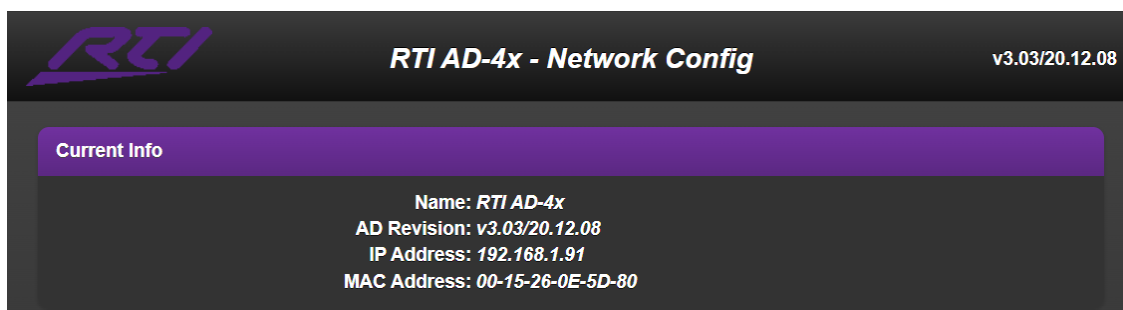 RTI
RTI AD-4x - Network Config
v3.03/20.12.08
Current Info
Name: RTI AD-4x
AD Revision: v3.03/20.12.08
IP Address: 192.168.1.91
MAC Address: 00-15-26-0E-5D-80